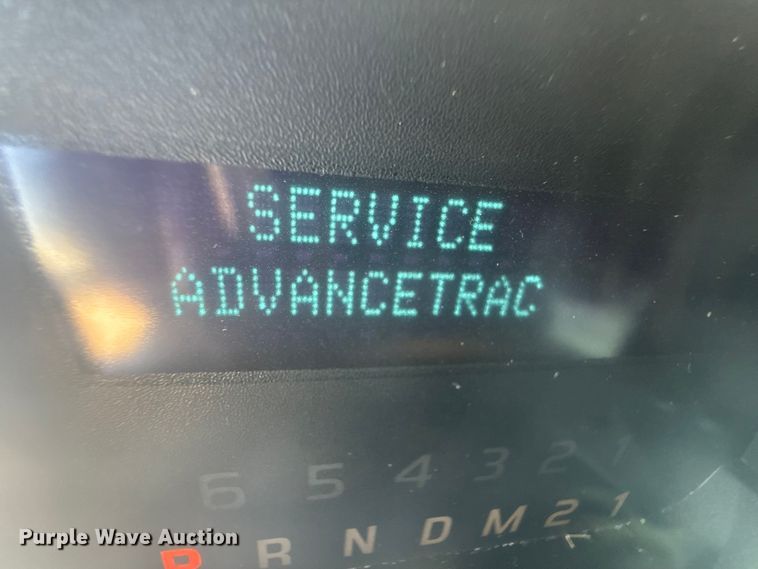 SERVICE
ADVANCETRAC
6 5 4 3 2 1
P R N D M 2 1
Purple Wave Auction